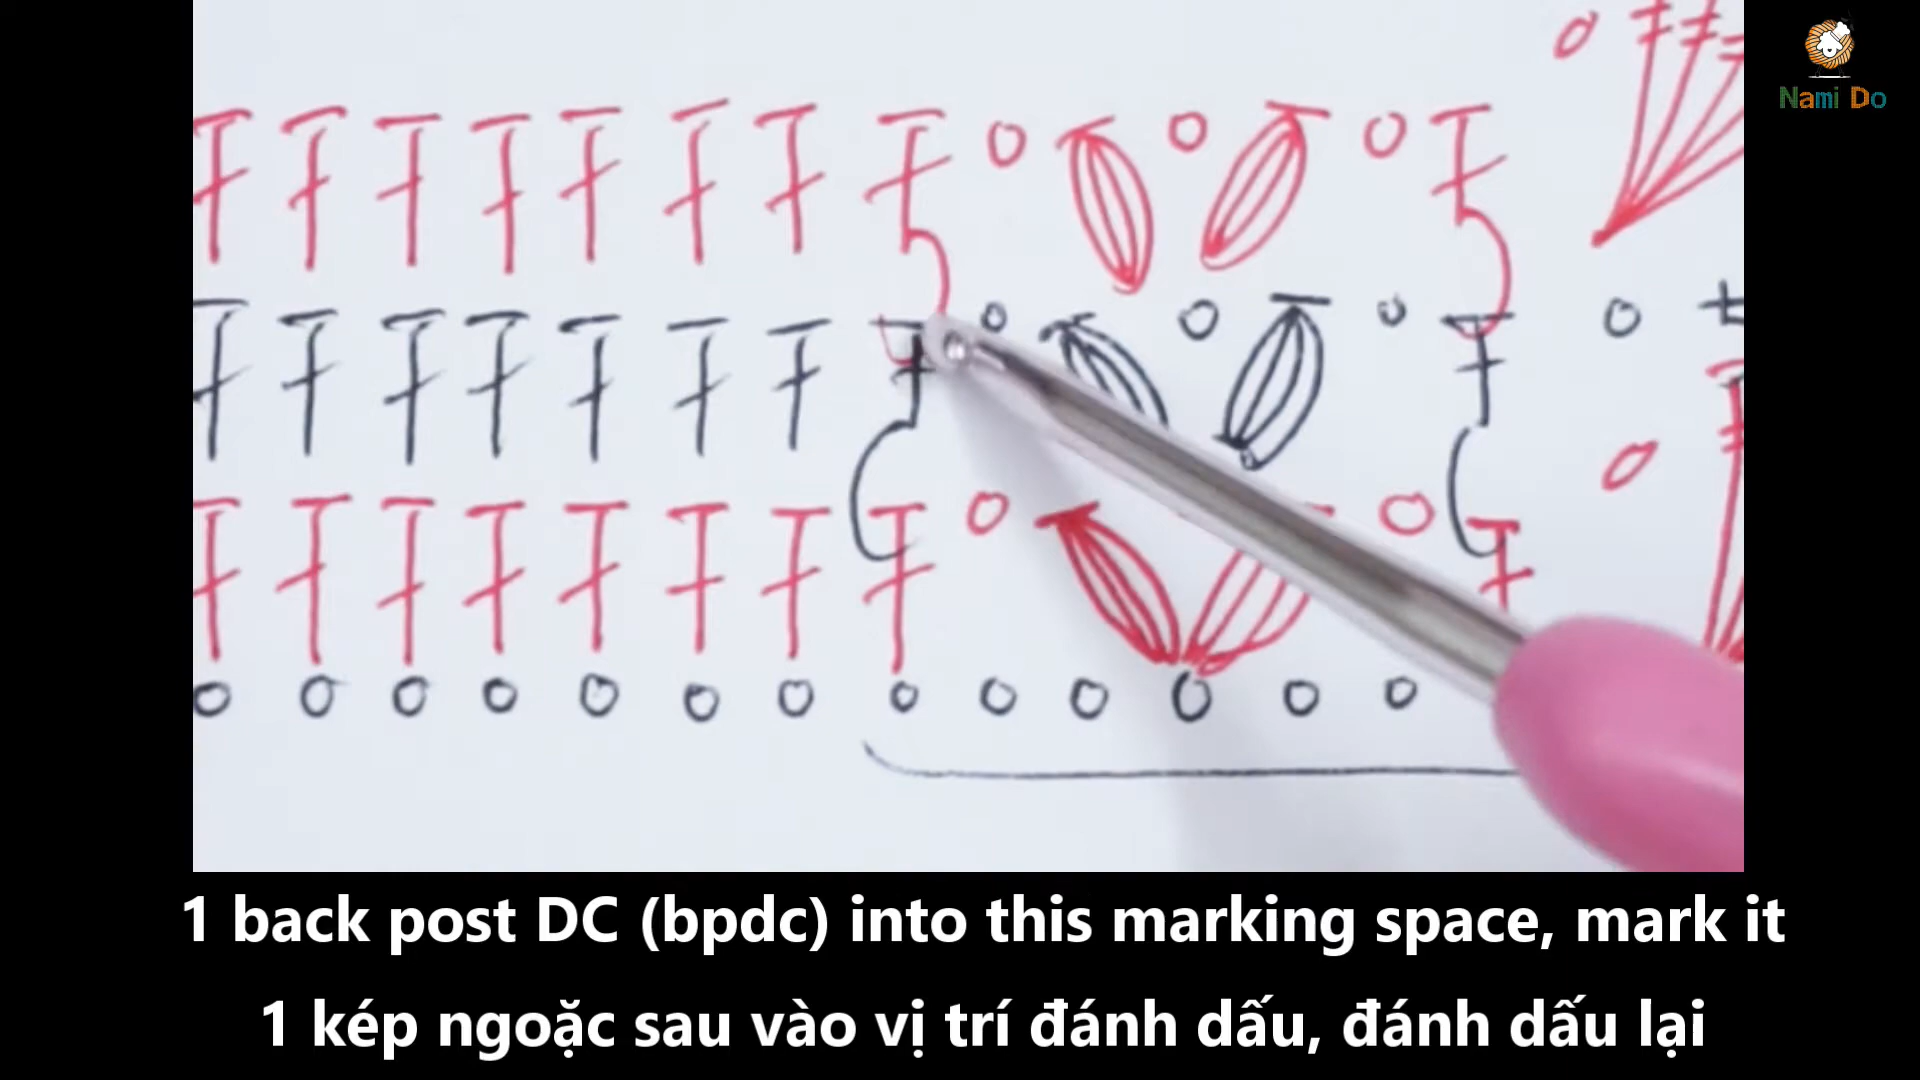 Nami Do
1 back post DC (bpdc) into this marking space, mark it
1 kép ngoặc sau vào vị trí đánh dấu, đánh dấu lại